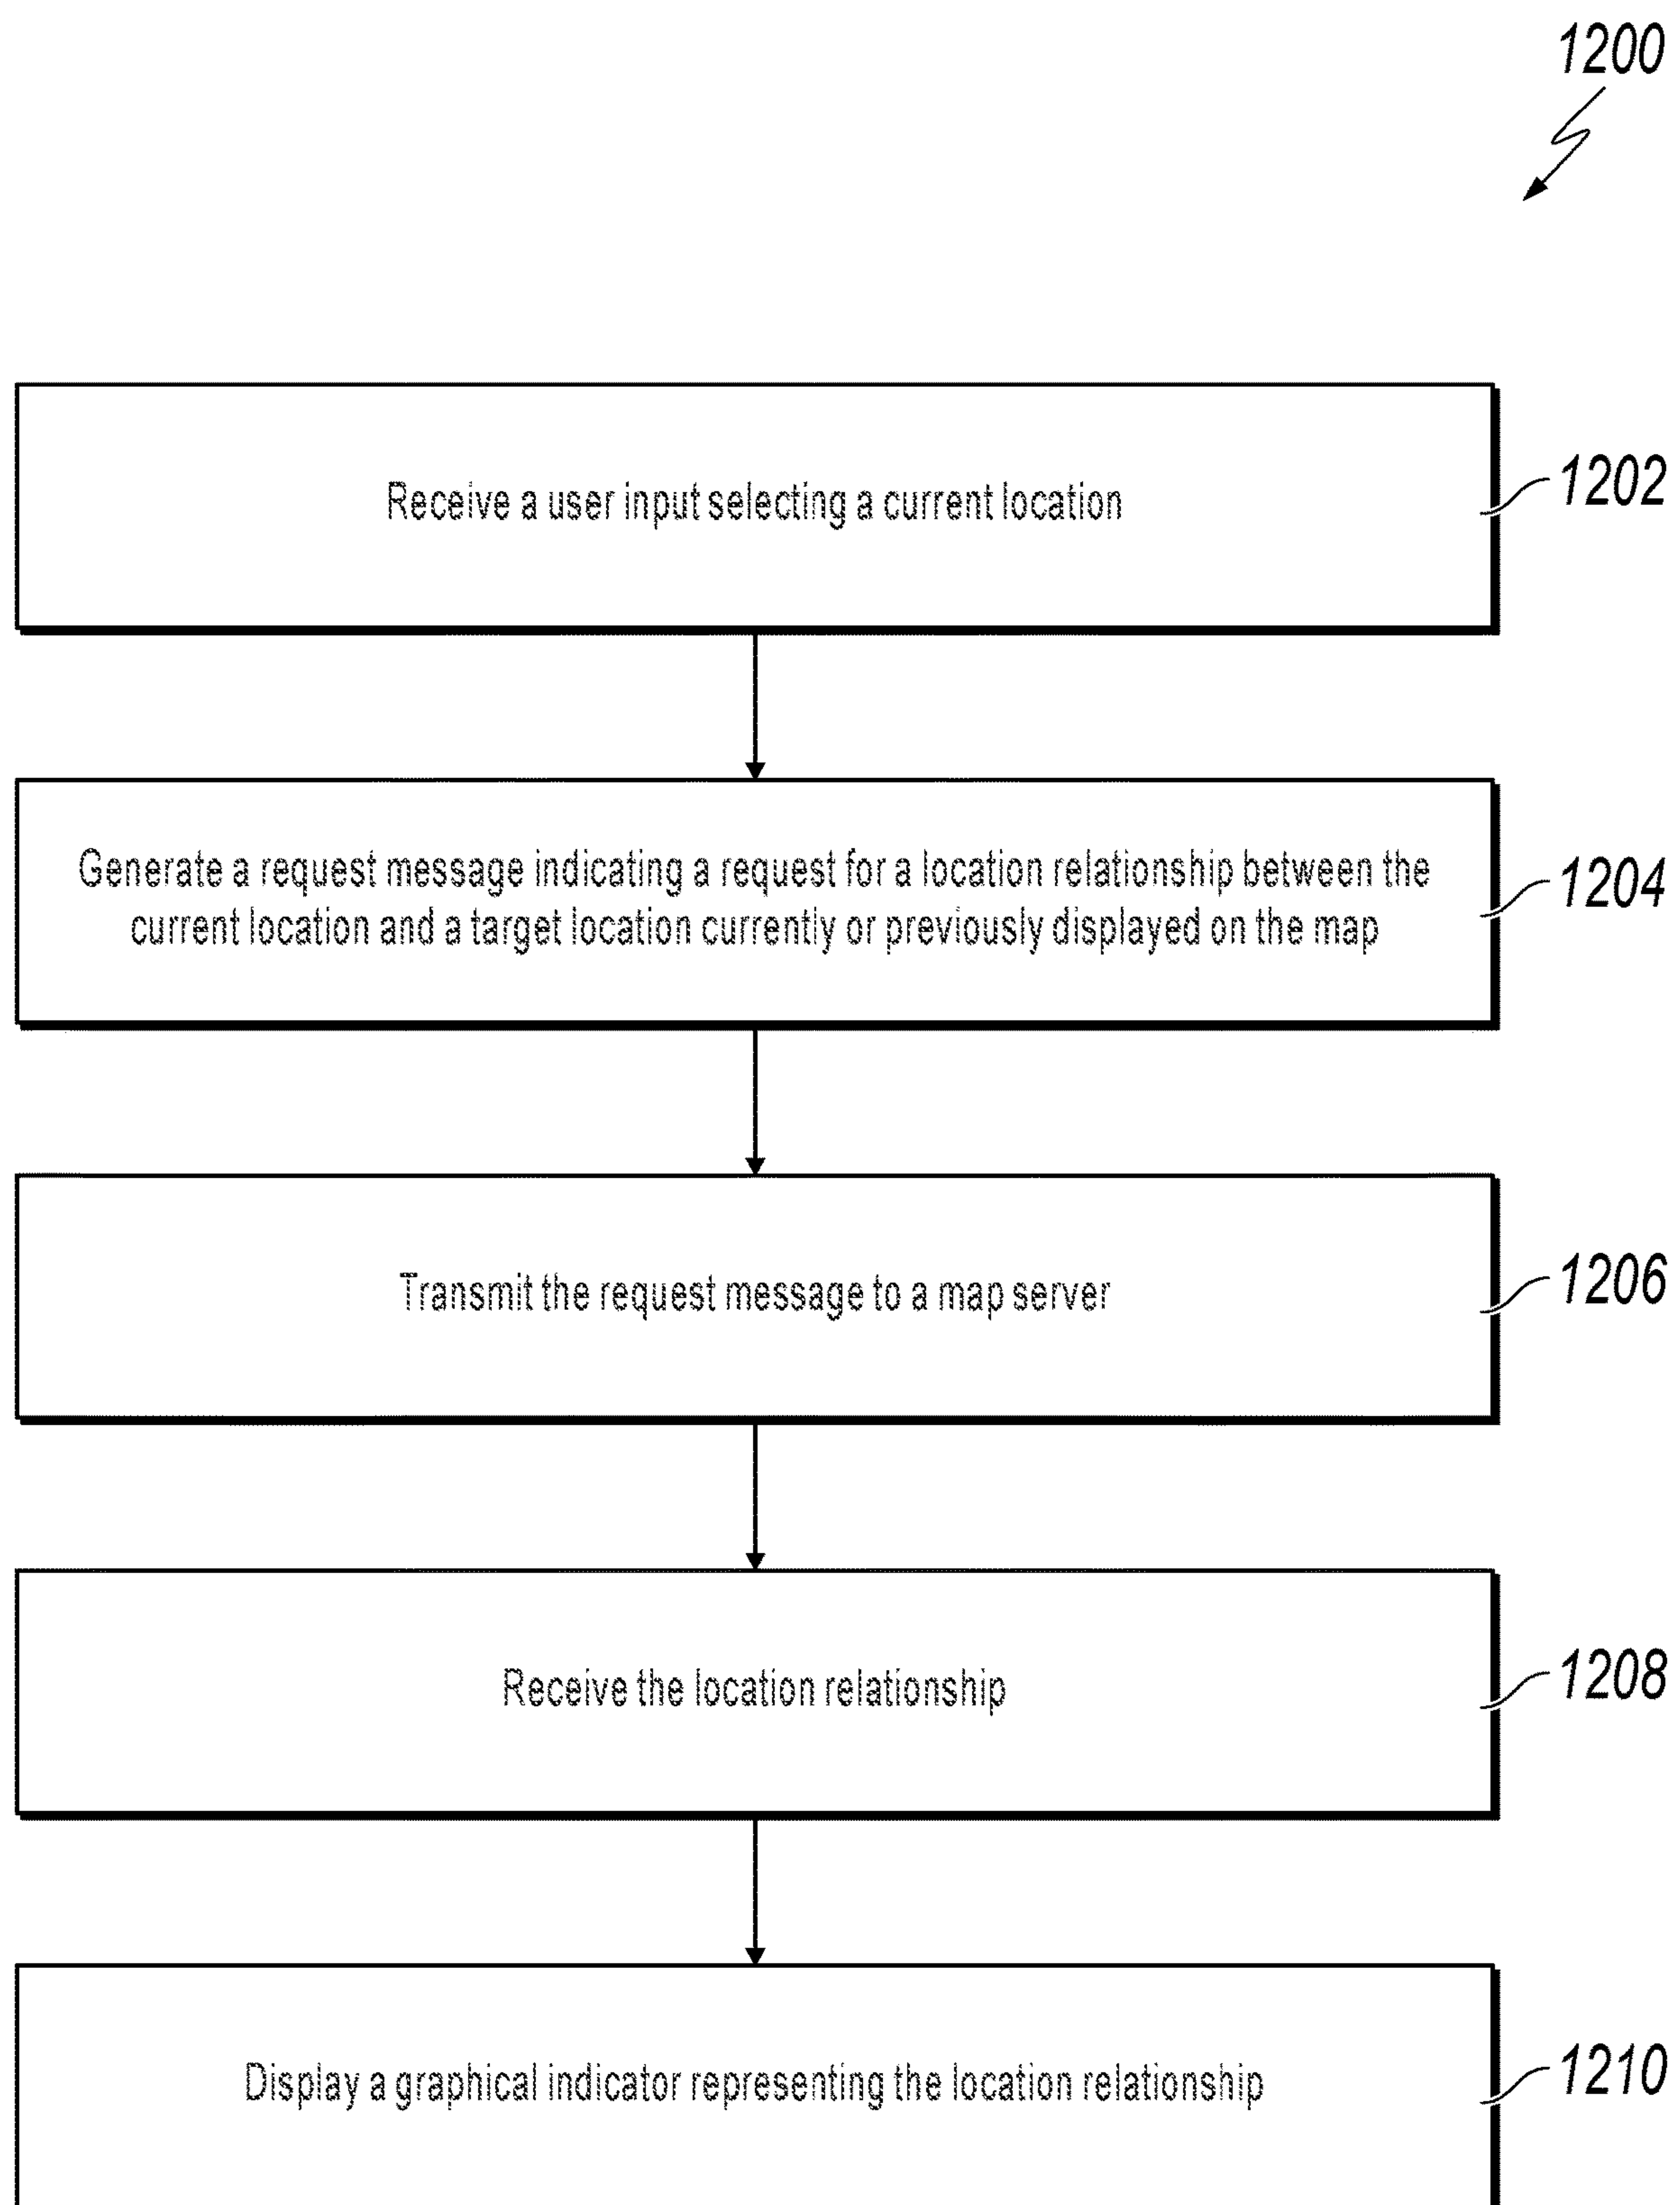 1200
Receive a user input selecting a current location
1202
Generate a request message indicating a request for a location relationship between the
current location and a target location currently or previously displayed on the map
1204
Transmit the request message to a map server
1206
Receive the location relationship
1208
Display a graphical indicator representing the location relationship
1210